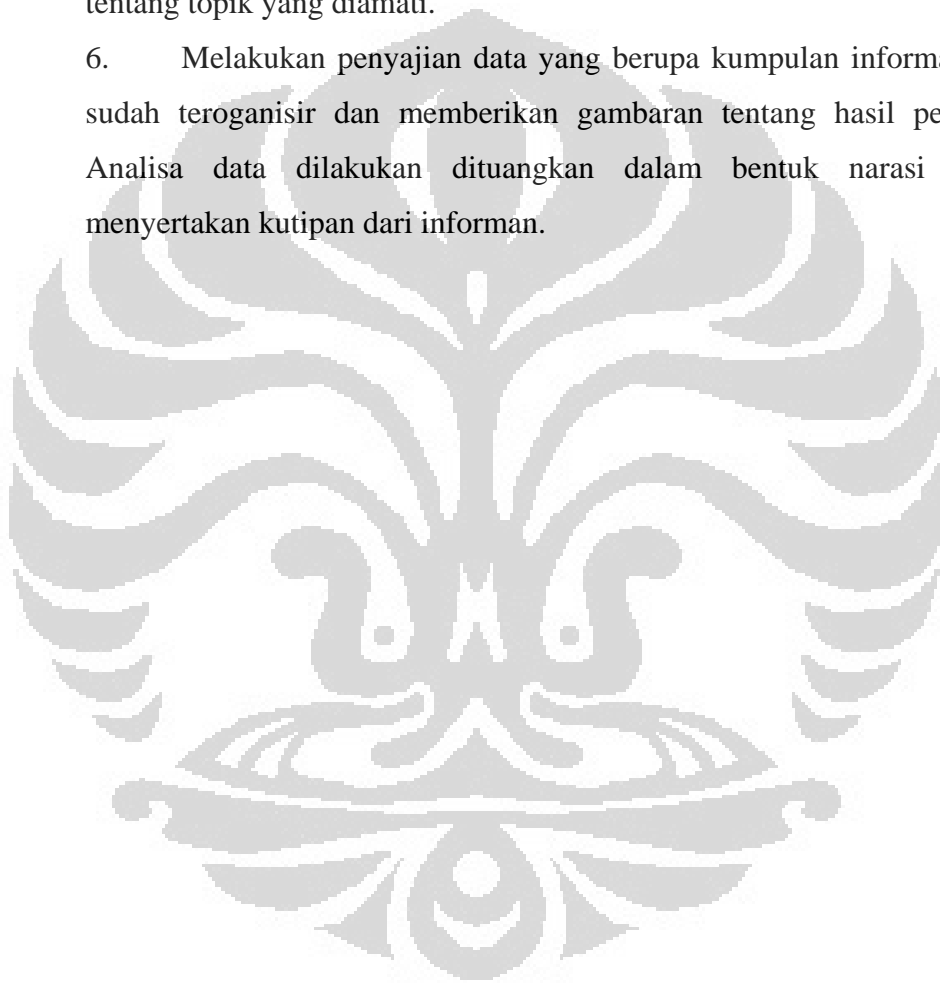 tentang topik yang diamati.
6. Melakukan penyajian data yang berupa kumpulan informa
sudah teroganisir dan memberikan gambaran tentang hasil pe
Analisa data dilakukan dituangkan dalam bentuk narasi
menyertakan kutipan dari informan.